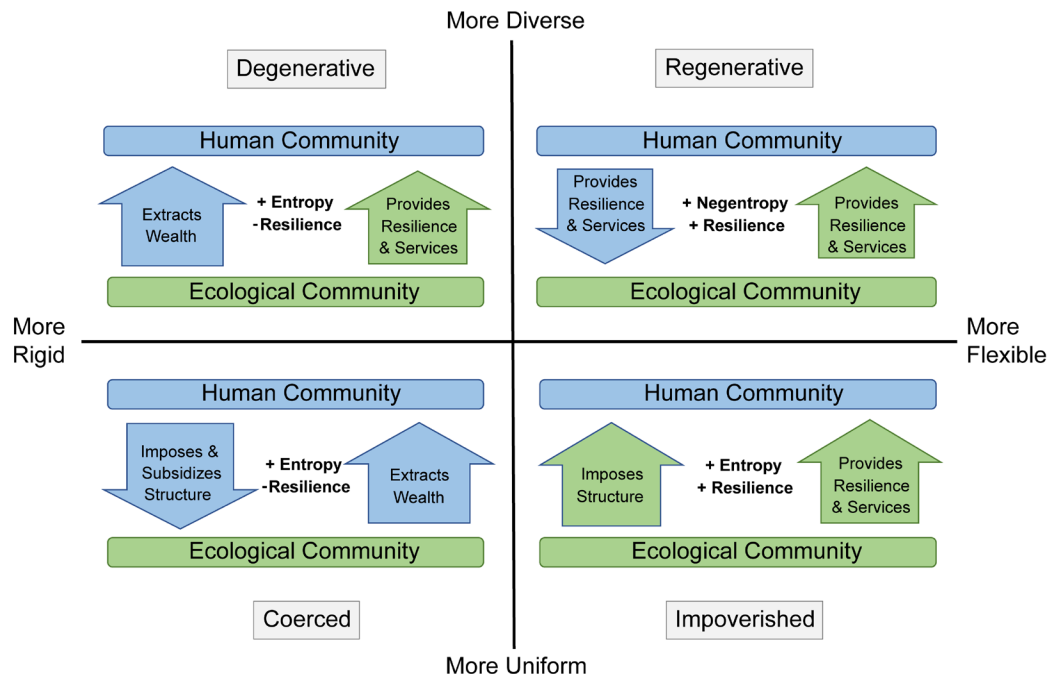 More Diverse
Degenerative
Regenerative
Human Community
Extracts
Wealth
+ Entropy
-Resilience
Provides
Resilience
& Services
Ecological Community
Human Community
Provides
Resilience
& Services
+ Negentropy
+ Resilience
Provides
Resilience
& Services
Ecological Community
More
Rigid
More
Flexible
Human Community
Imposes &
Subsidizes
Structure
+ Entropy
-Resilience
Extracts
Wealth
Ecological Community
Human Community
Imposes
Structure
+ Entropy
+ Resilience
Provides
Resilience
& Services
Ecological Community
Coerced
Impoverished
More Uniform